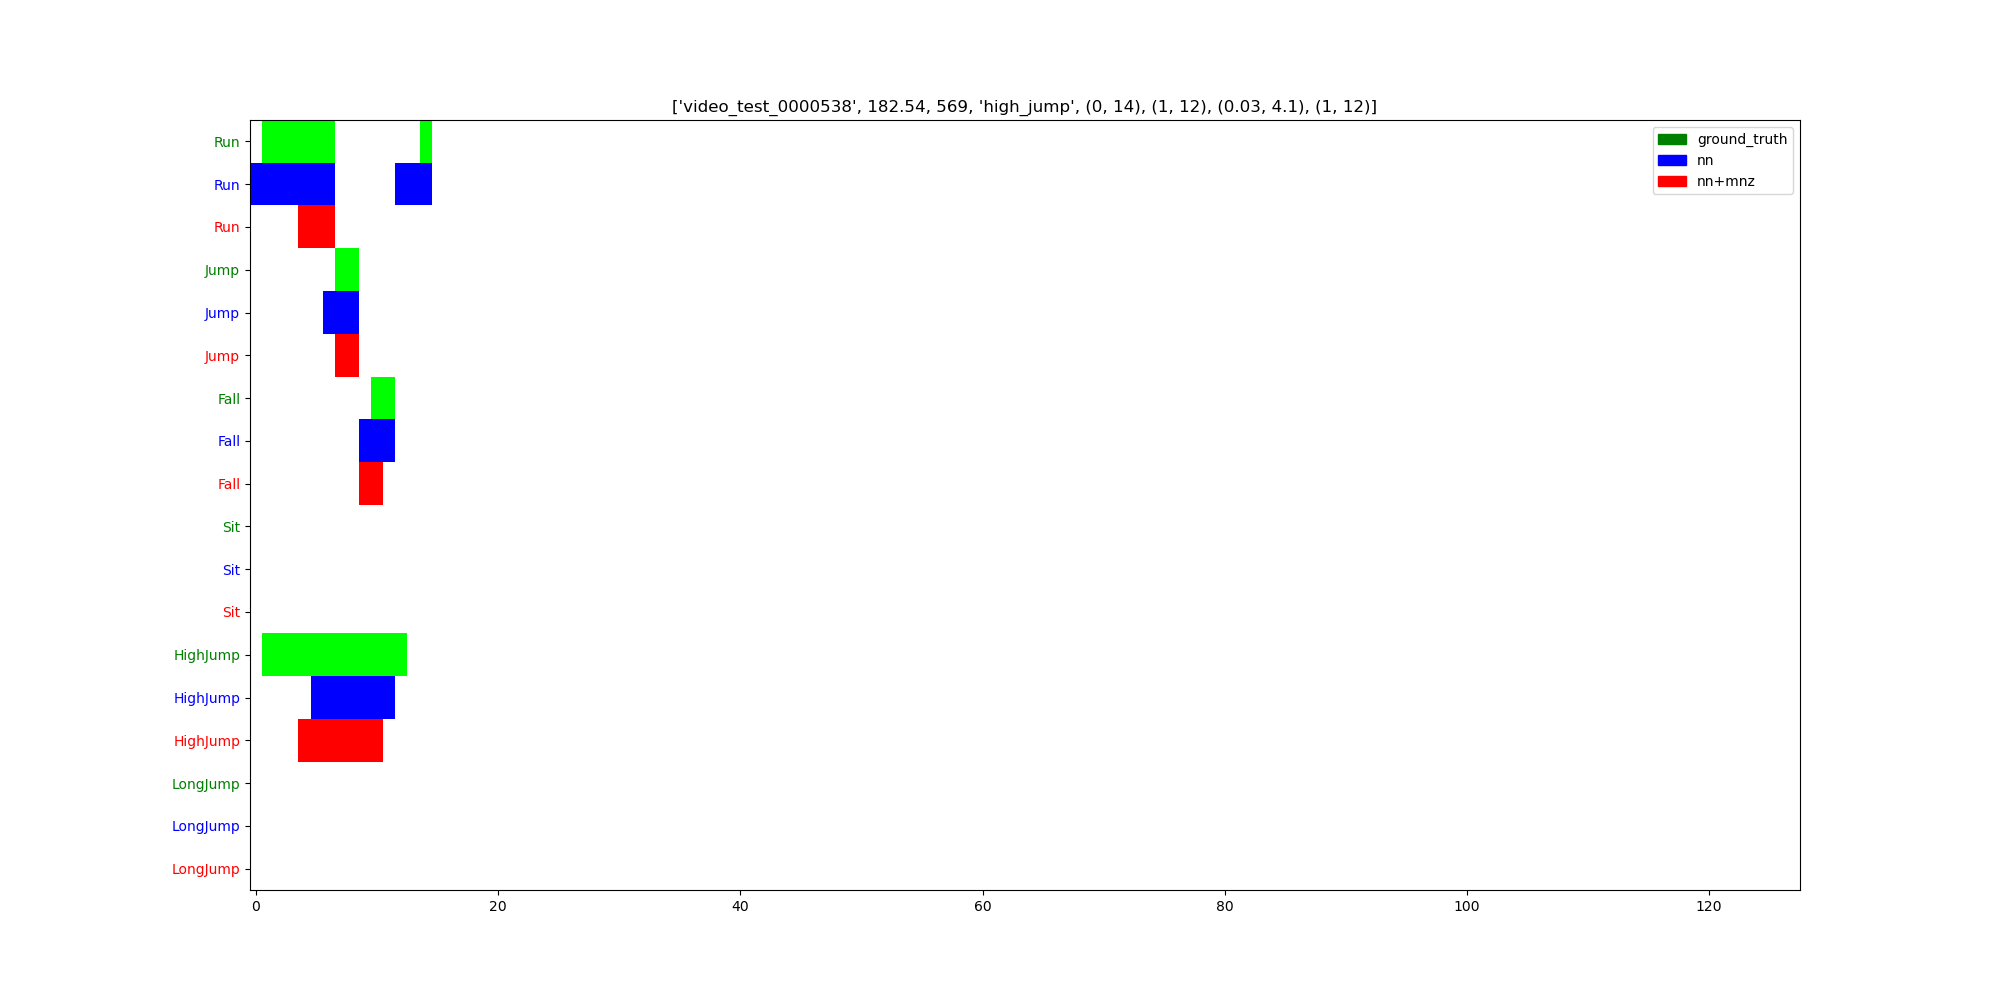 ['video_test_0000538', 182.54, 569, 'high_jump', (0, 14), (1, 12), (0.03, 4.1), (1, 12)]
ground_truth
nn
nn+mnz
Run
Run
Run
Jump
Jump
Jump
Fall
Fall
Fall
Sit
Sit
Sit
HighJump
HighJump
HighJump
LongJump
LongJump
LongJump
0 20 40 60 80 100 120